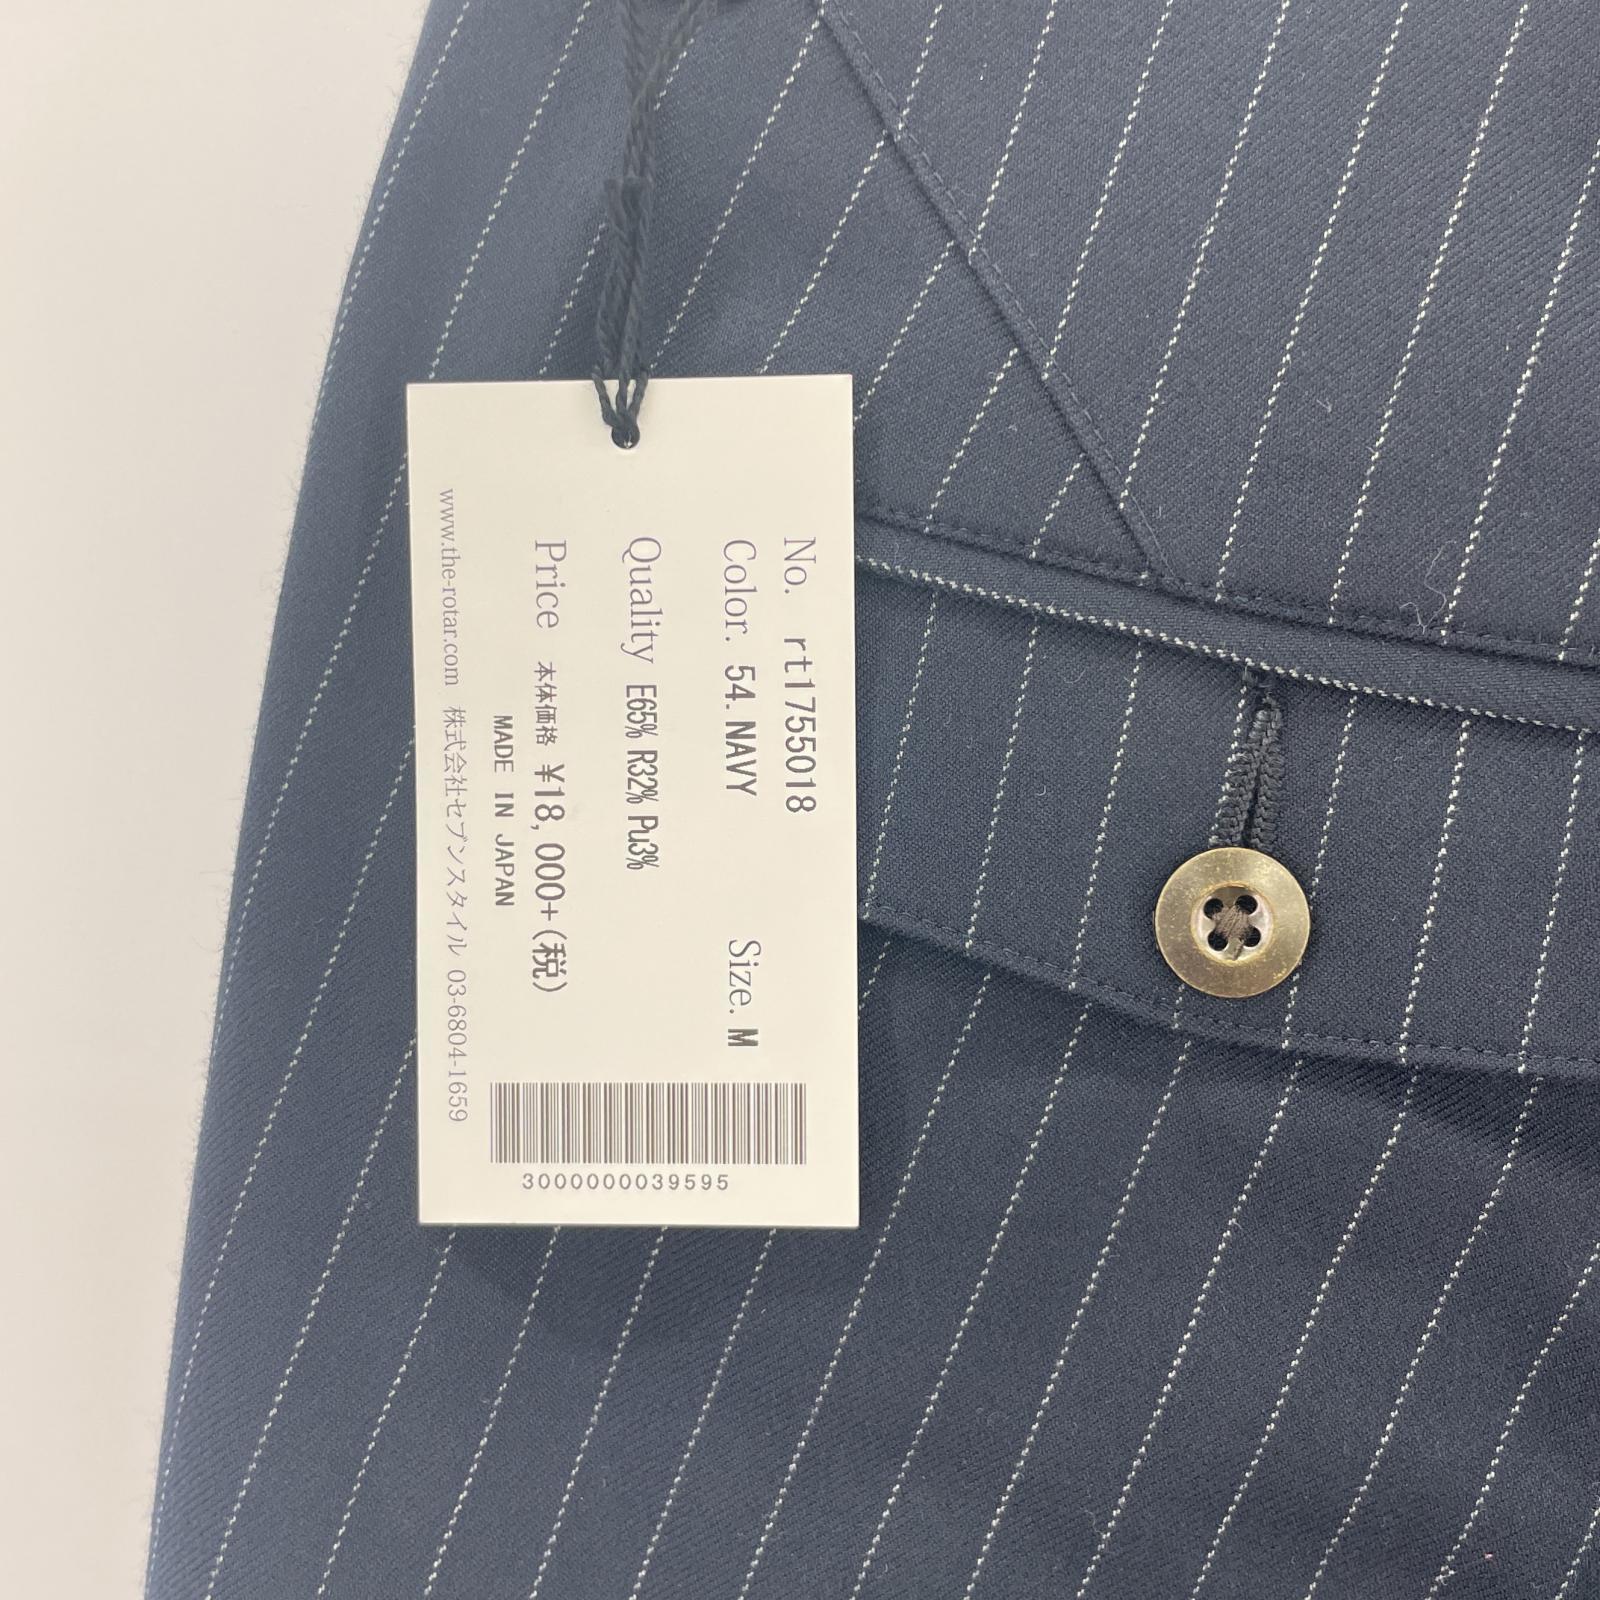 No. rt1755018
Color. 54. NAVY Size. M
Quality E65% R32% Pu3%
Price 本体価格 ¥18,000+(税)
MADE IN JAPAN
www.the-rotar.com 株式会社セブンスタイル 03-6804-1659
3000000039595